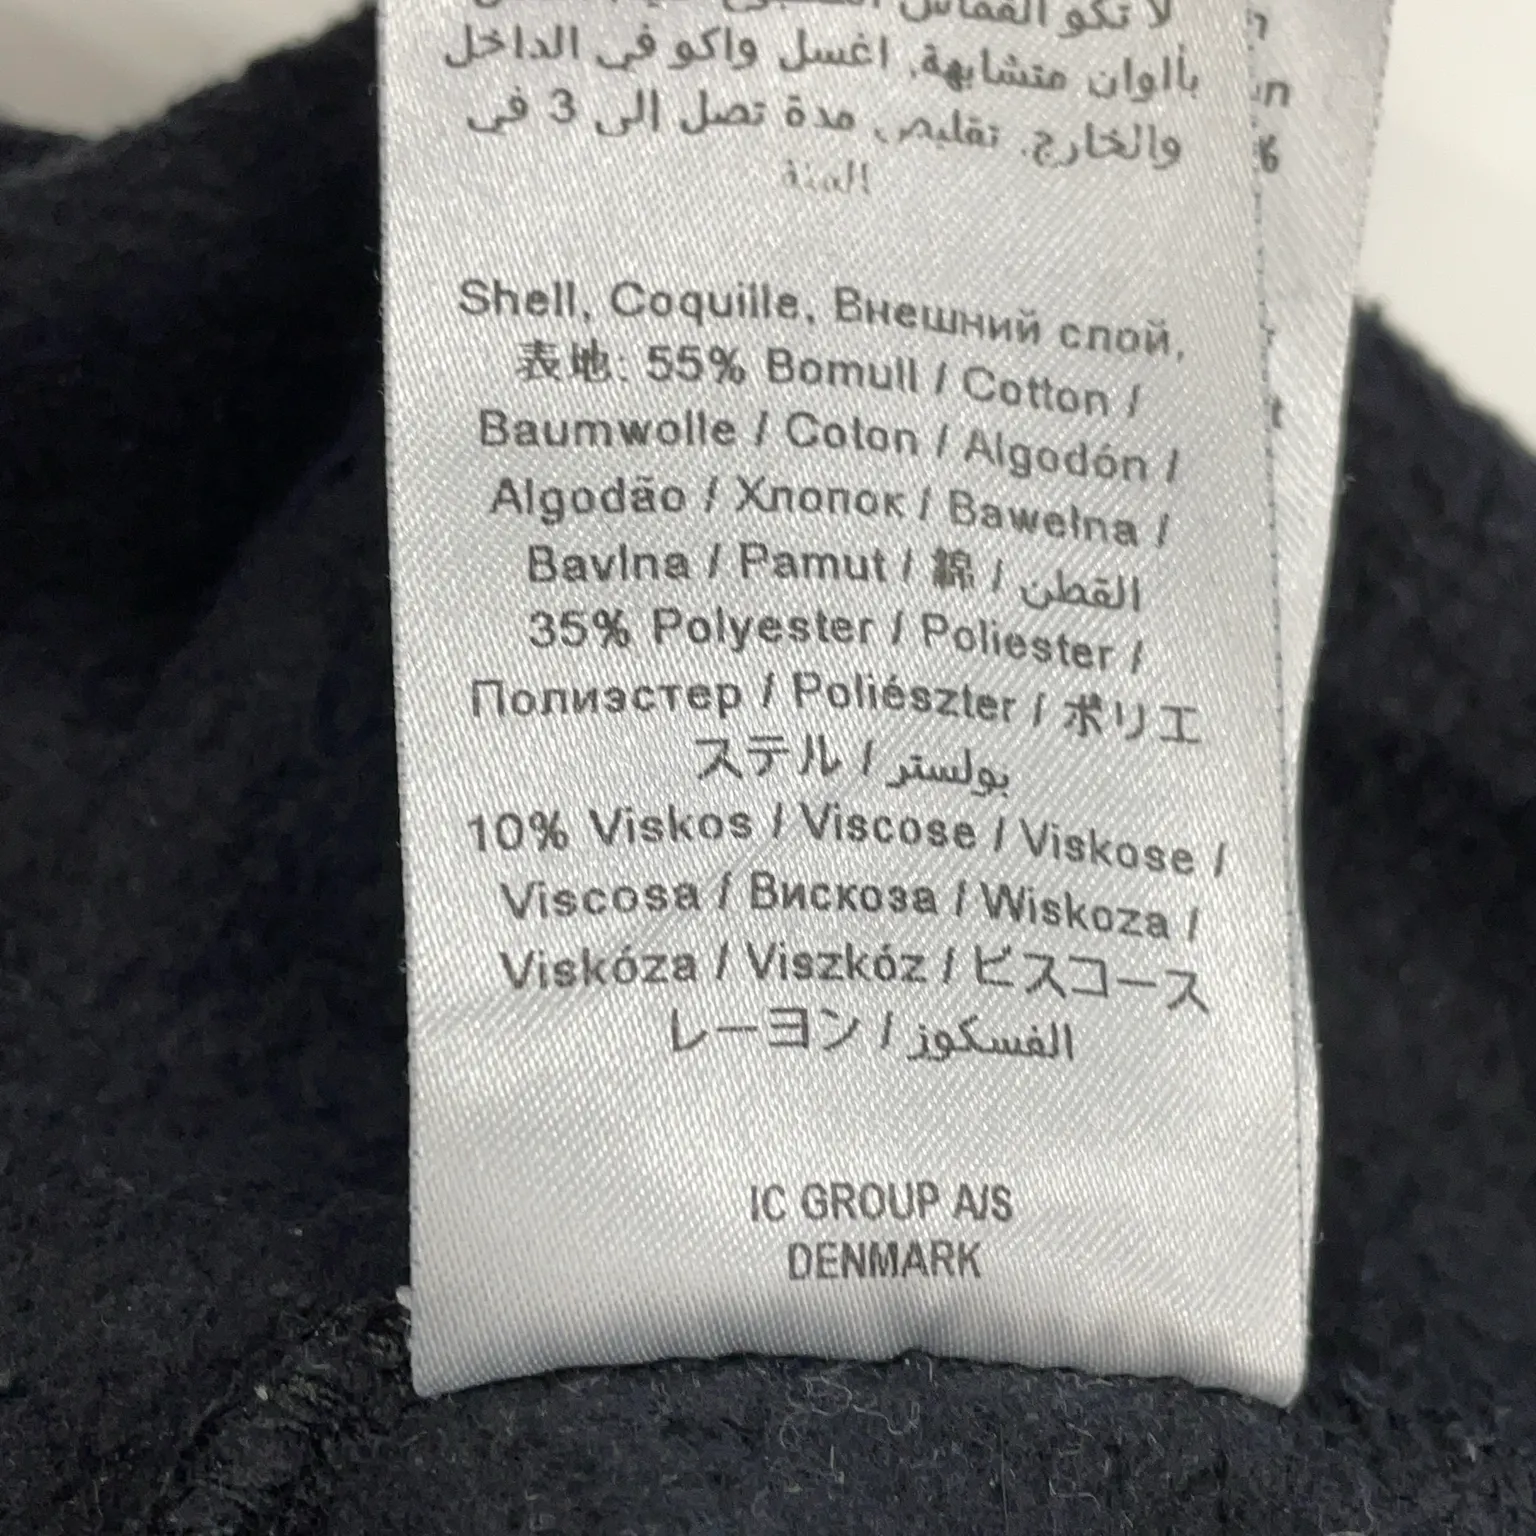 لا تكو القماش
بألوان متشابهة, اغسل واكو في الداخل
والخارج. تقليص مدة تصل إلى 3 في
المئة
Shell, Coquille, Внешний слой,
表地: 55% Bomull / Cotton /
Baumwolle / Coton / Algodón /
Algodão / Хлопок / Bawełna /
Bavlna / Pamut / 綿 / القطن
35% Polyester / Poliester /
Полиэстер / Poliészter / ポリエ
ステル / بولستر
10% Viskos / Viscose / Viskose /
Viscosa / Вискоза / Wiskoza /
Viskóza / Viszkóz / ビスコース
レーヨン / الفسكوز
IC GROUP A/S
DENMARK